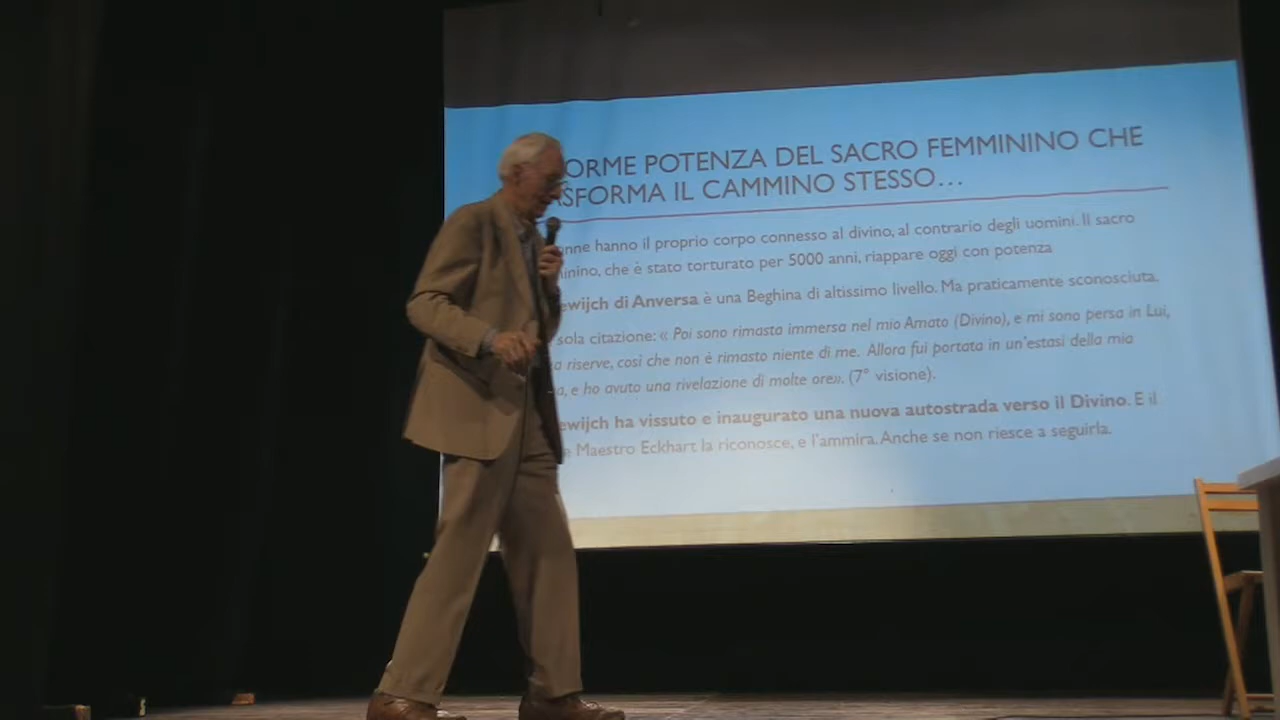 ORME POTENZA DEL SACRO FEMMININO CHE
SFORMA IL CAMMINO STESSO...
nne hanno il proprio corpo connesso al divino, al contrario degli uomini. Il sacro
inino, che è stato torturato per 5000 anni, riappare oggi con potenza
ewijch di Anversa è una Beghina di altissimo livello. Ma praticamente sconosciuta.
sola citazione: « Poi sono rimasta immersa nel mio Amato (Divino), e mi sono persa in Lui,
a riserve, così che non è rimasto niente di me. Allora fui portata in un'estasi della mia
a, e ho avuto una rivelazione di molte ore». (7° visione).
ewijch ha vissuto e inaugurato una nuova autostrada verso il Divino. E il
e Maestro Eckhart la riconosce, e l'ammira. Anche se non riesce a seguirla.